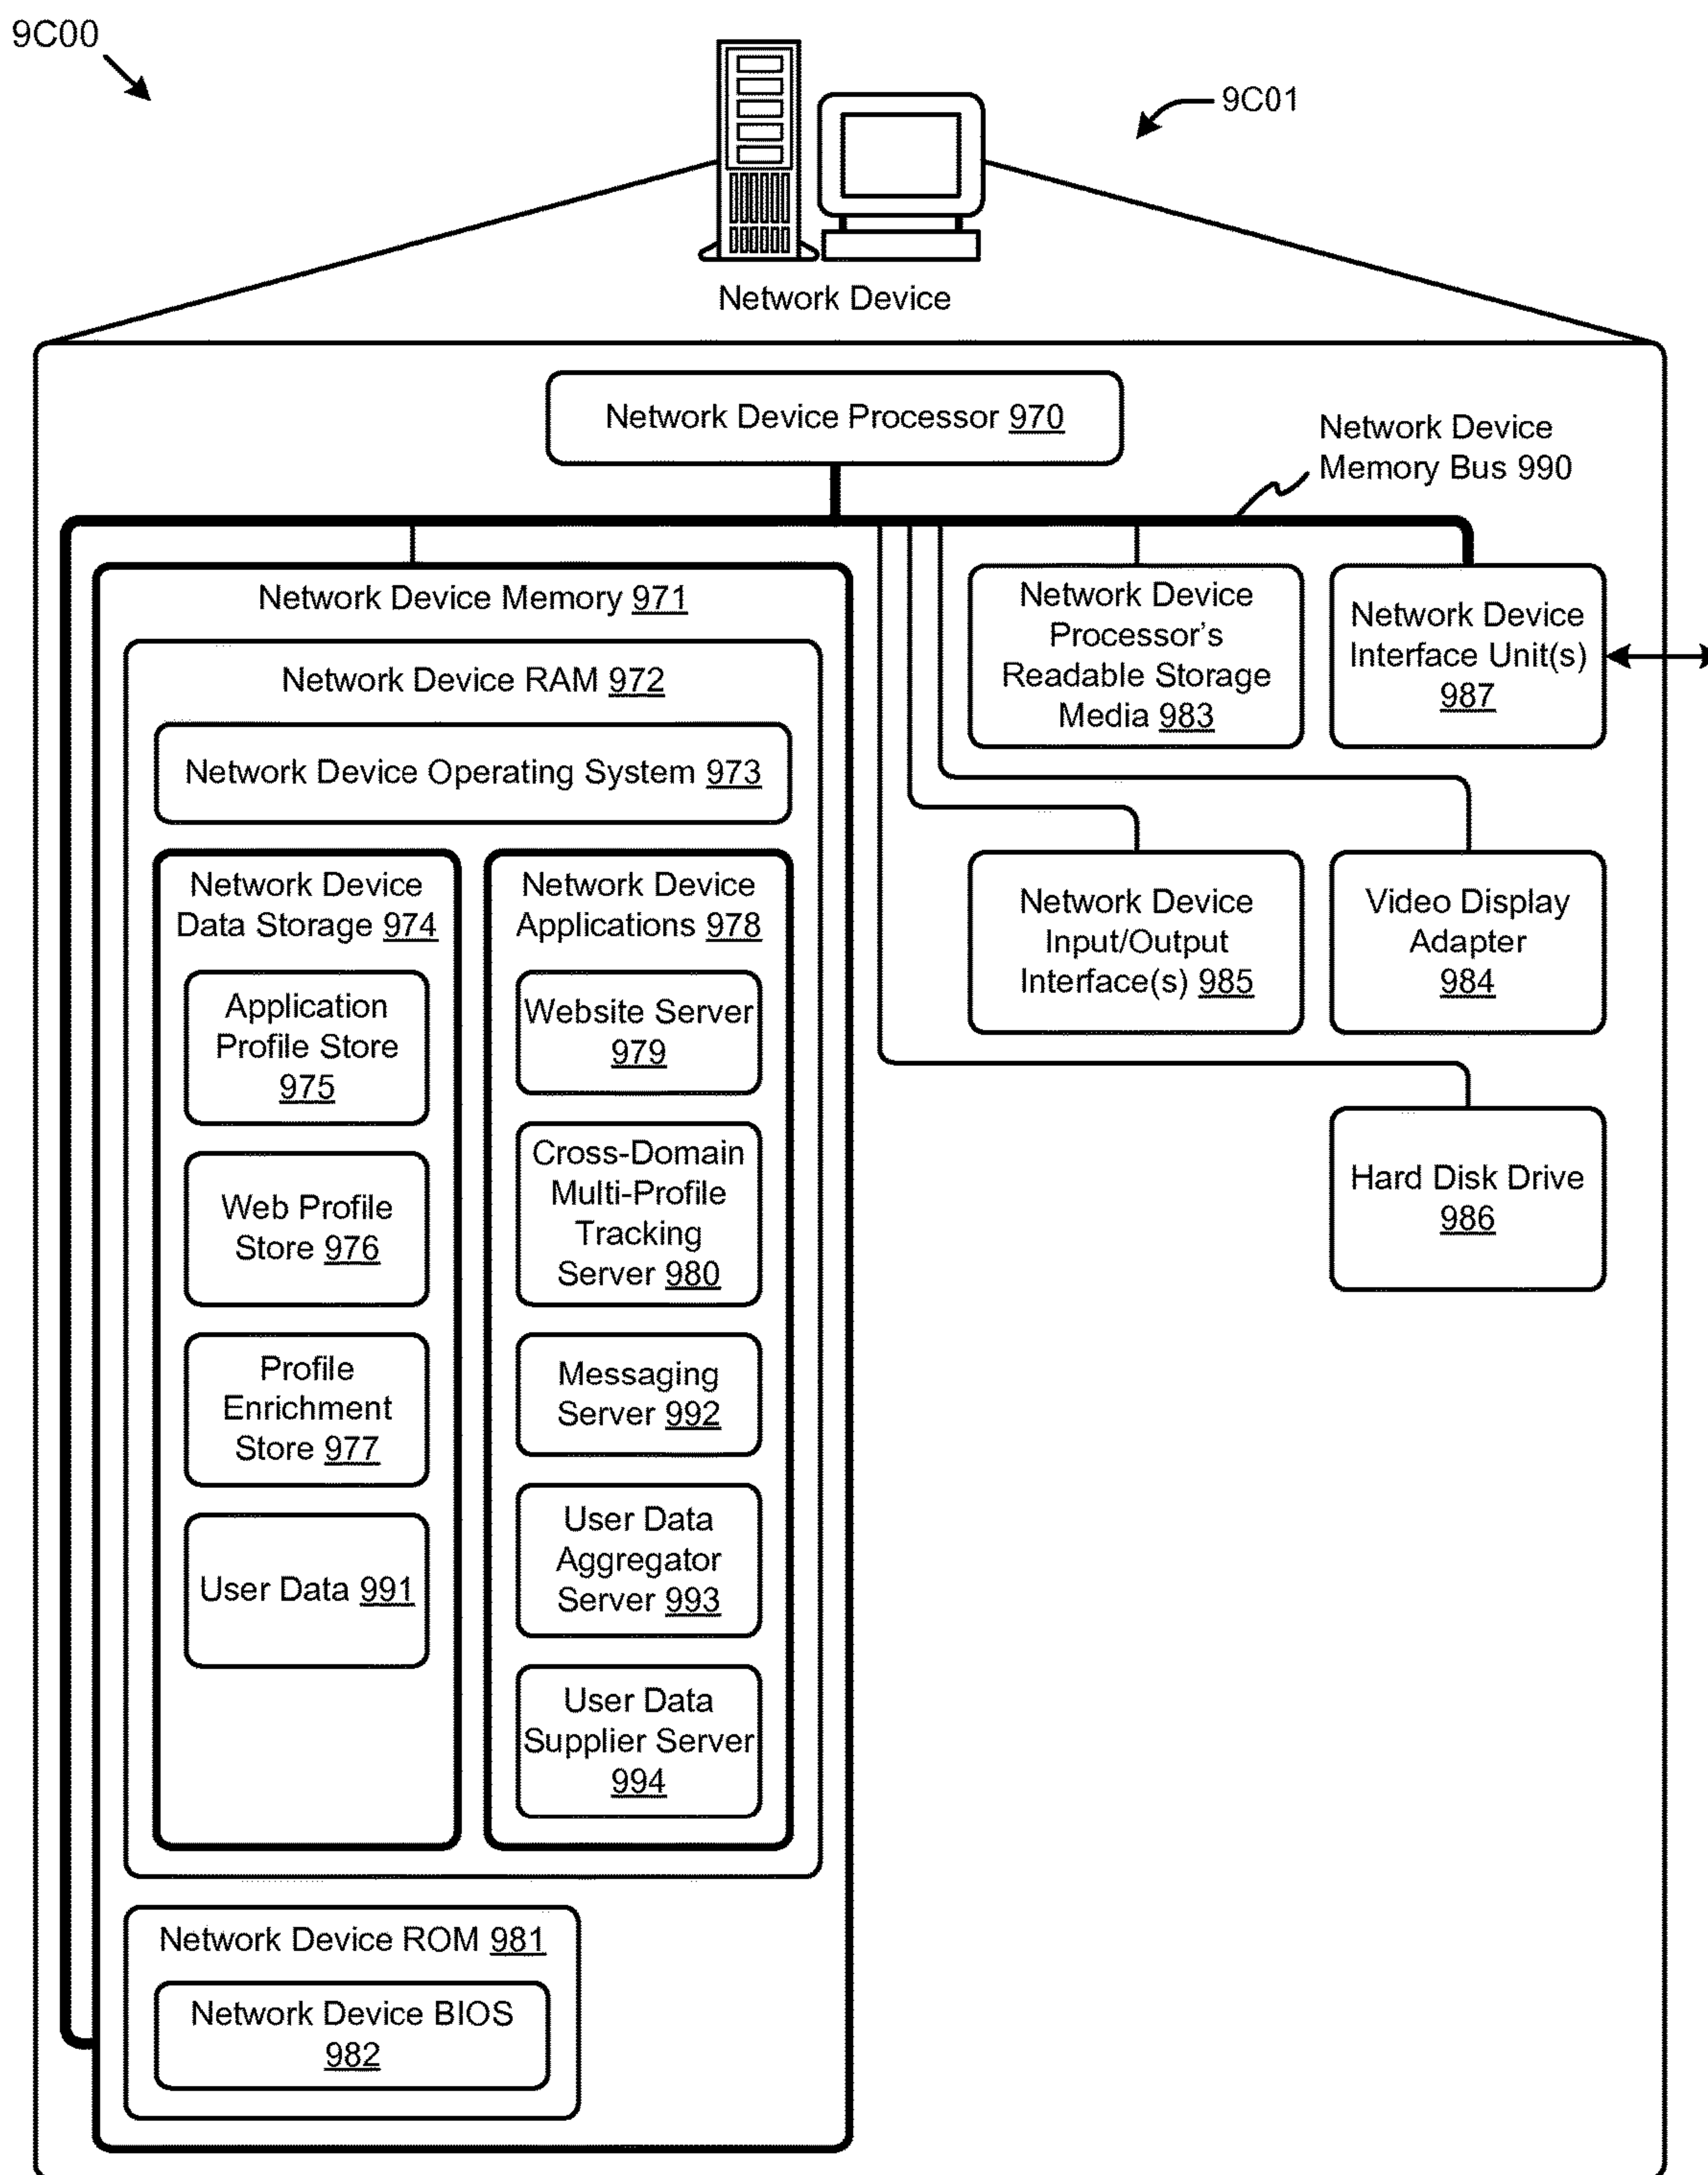 9C00
9C01
Network Device
Network Device Processor 970
Network Device
Memory Bus 990
Network Device Memory 971
Network Device RAM 972
Network Device Operating System 973
Network Device
Data Storage 974
Application
Profile Store
975
Web Profile
Store 976
Profile
Enrichment
Store 977
User Data 991
Network Device
Applications 978
Website Server
979
Cross-Domain
Multi-Profile
Tracking
Server 980
Messaging
Server 992
User Data
Aggregator
Server 993
User Data
Supplier Server
994
Network Device ROM 981
Network Device BIOS
982
Network Device
Processor's
Readable Storage
Media 983
Network Device
Interface Unit(s)
987
Network Device
Input/Output
Interface(s) 985
Video Display
Adapter
984
Hard Disk Drive
986